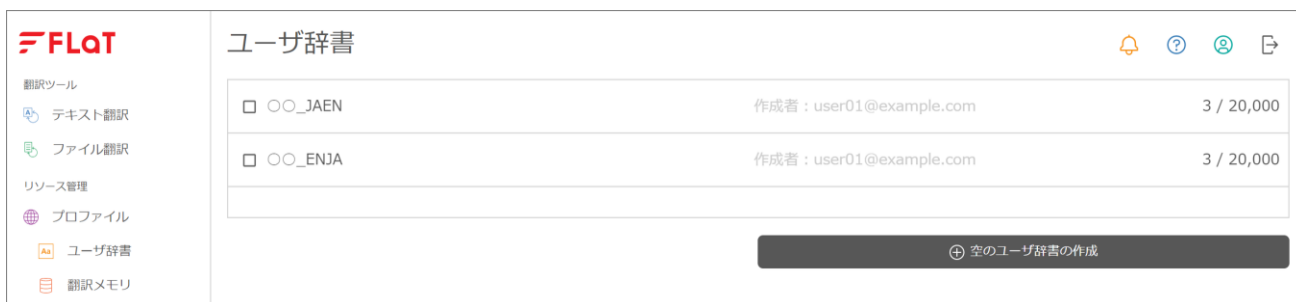 FLaT
翻訳ツール
テキスト翻訳
ファイル翻訳
リソース管理
プロファイル
Aa ユーザ辞書
翻訳メモリ
ユーザ辞書
○○_JAEN 作成者：user01@example.com 3 / 20,000
○○_ENJA 作成者：user01@example.com 3 / 20,000
空のユーザ辞書の作成